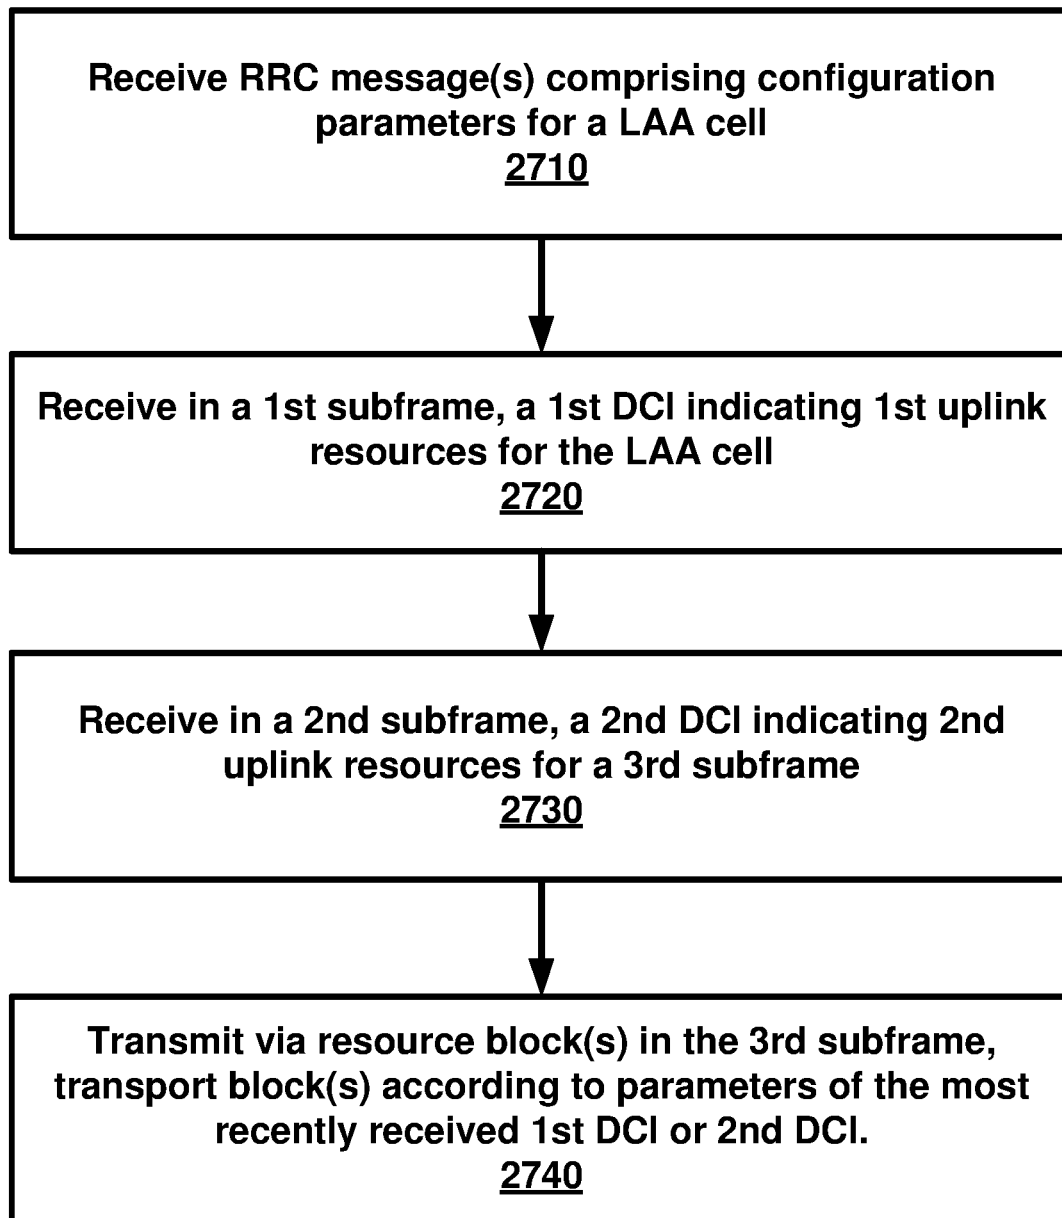 Receive RRC message(s) comprising configuration
parameters for a LAA cell
2710
Receive in a 1st subframe, a 1st DCI indicating 1st uplink
resources for the LAA cell
2720
Receive in a 2nd subframe, a 2nd DCI indicating 2nd
uplink resources for a 3rd subframe
2730
Transmit via resource block(s) in the 3rd subframe,
transport block(s) according to parameters of the most
recently received 1st DCI or 2nd DCI.
2740